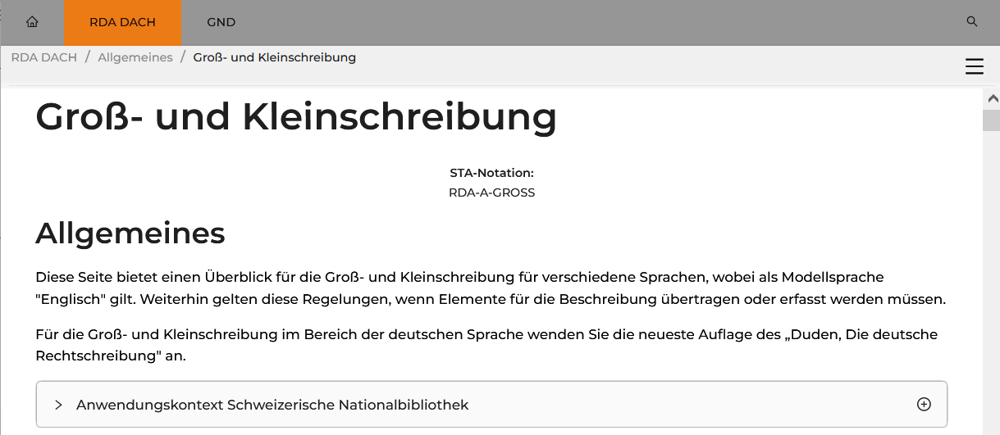 RDA DACH
GND
RDA DACH / Allgemeines / Groß- und Kleinschreibung
Groß- und Kleinschreibung
STA-Notation:
RDA-A-GROSS
Allgemeines
Diese Seite bietet einen Überblick für die Groß- und Kleinschreibung für verschiedene Sprachen, wobei als Modellsprache
"Englisch" gilt. Weiterhin gelten diese Regelungen, wenn Elemente für die Beschreibung übertragen oder erfasst werden müssen.
Für die Groß- und Kleinschreibung im Bereich der deutschen Sprache wenden Sie die neueste Auflage des „Duden, Die deutsche
Rechtschreibung" an.
Anwendungskontext Schweizerische Nationalbibliothek